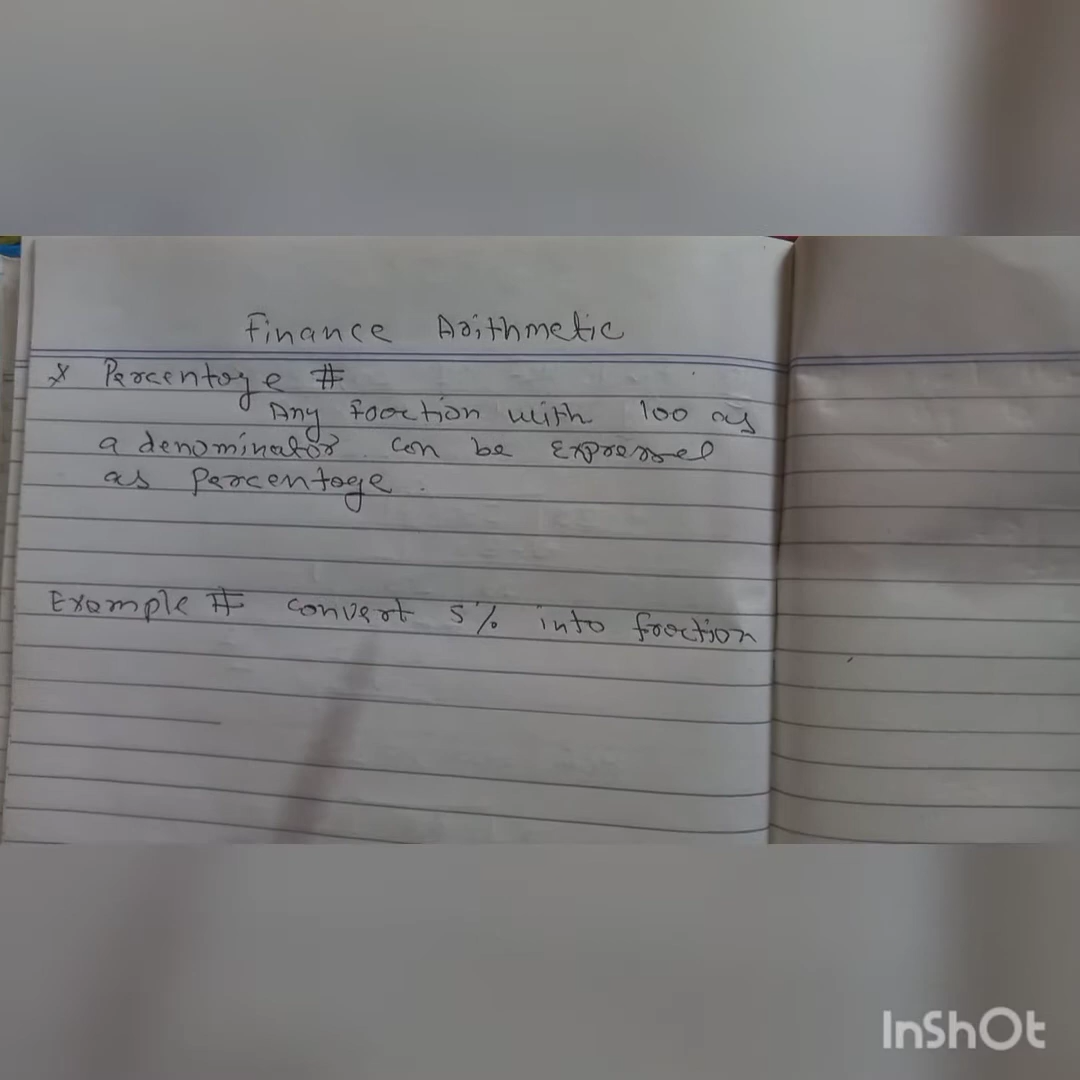 Finance Arithmetic
* Percentage #
Any fraction with 100 as
a denominator can be Expressed
as Percentage.
Example # convert 5% into fraction
InShOt